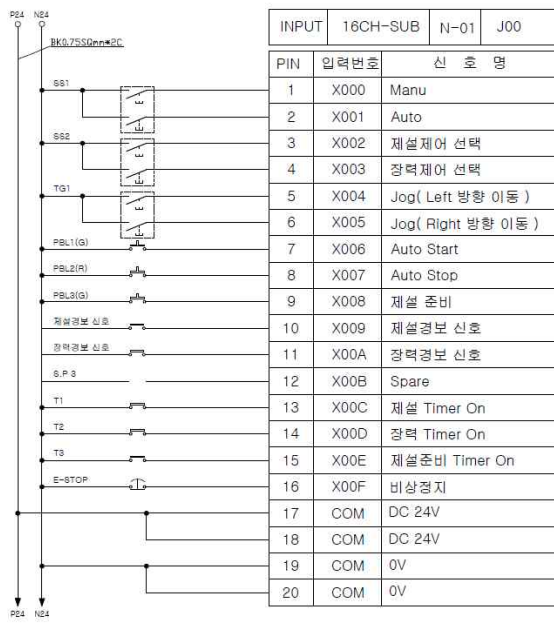 P24 N24
BK0.75SQmm*2C
INPUT 16CH-SUB N-01 J00
PIN 입력번호 신 호 명
SS1
1 X000 Manu
2 X001 Auto
SS2
3 X002 제설제어 선택
4 X003 장력제어 선택
TG1
5 X004 Jog( Left 방향 이동 )
6 X005 Jog( Right 방향 이동 )
PBL1(G)
7 X006 Auto Start
PBL2(R)
8 X007 Auto Stop
PBL3(G)
9 X008 제설 준비
제설경보 신호
10 X009 제설경보 신호
장력경보 신호
11 X00A 장력경보 신호
S.P 3
12 X00B Spare
T1
13 X00C 제설 Timer On
T2
14 X00D 장력 Timer On
T3
15 X00E 제설준비 Timer On
E-STOP
16 X00F 비상정지
17 COM DC 24V
18 COM DC 24V
19 COM 0V
20 COM 0V
P24 N24